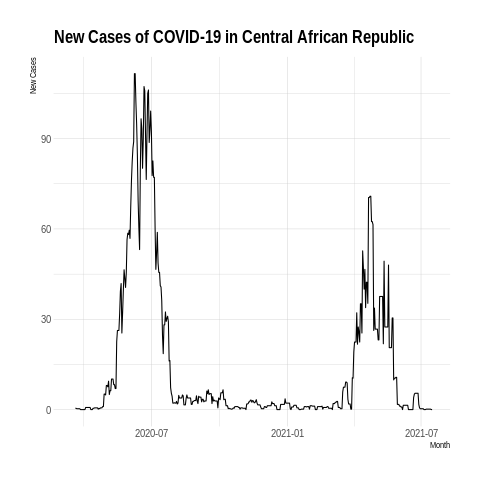 New Cases of COVID-19 in Central African Republic
New Cases
90
60
30
0
2020-07
2021-01
2021-07
Month